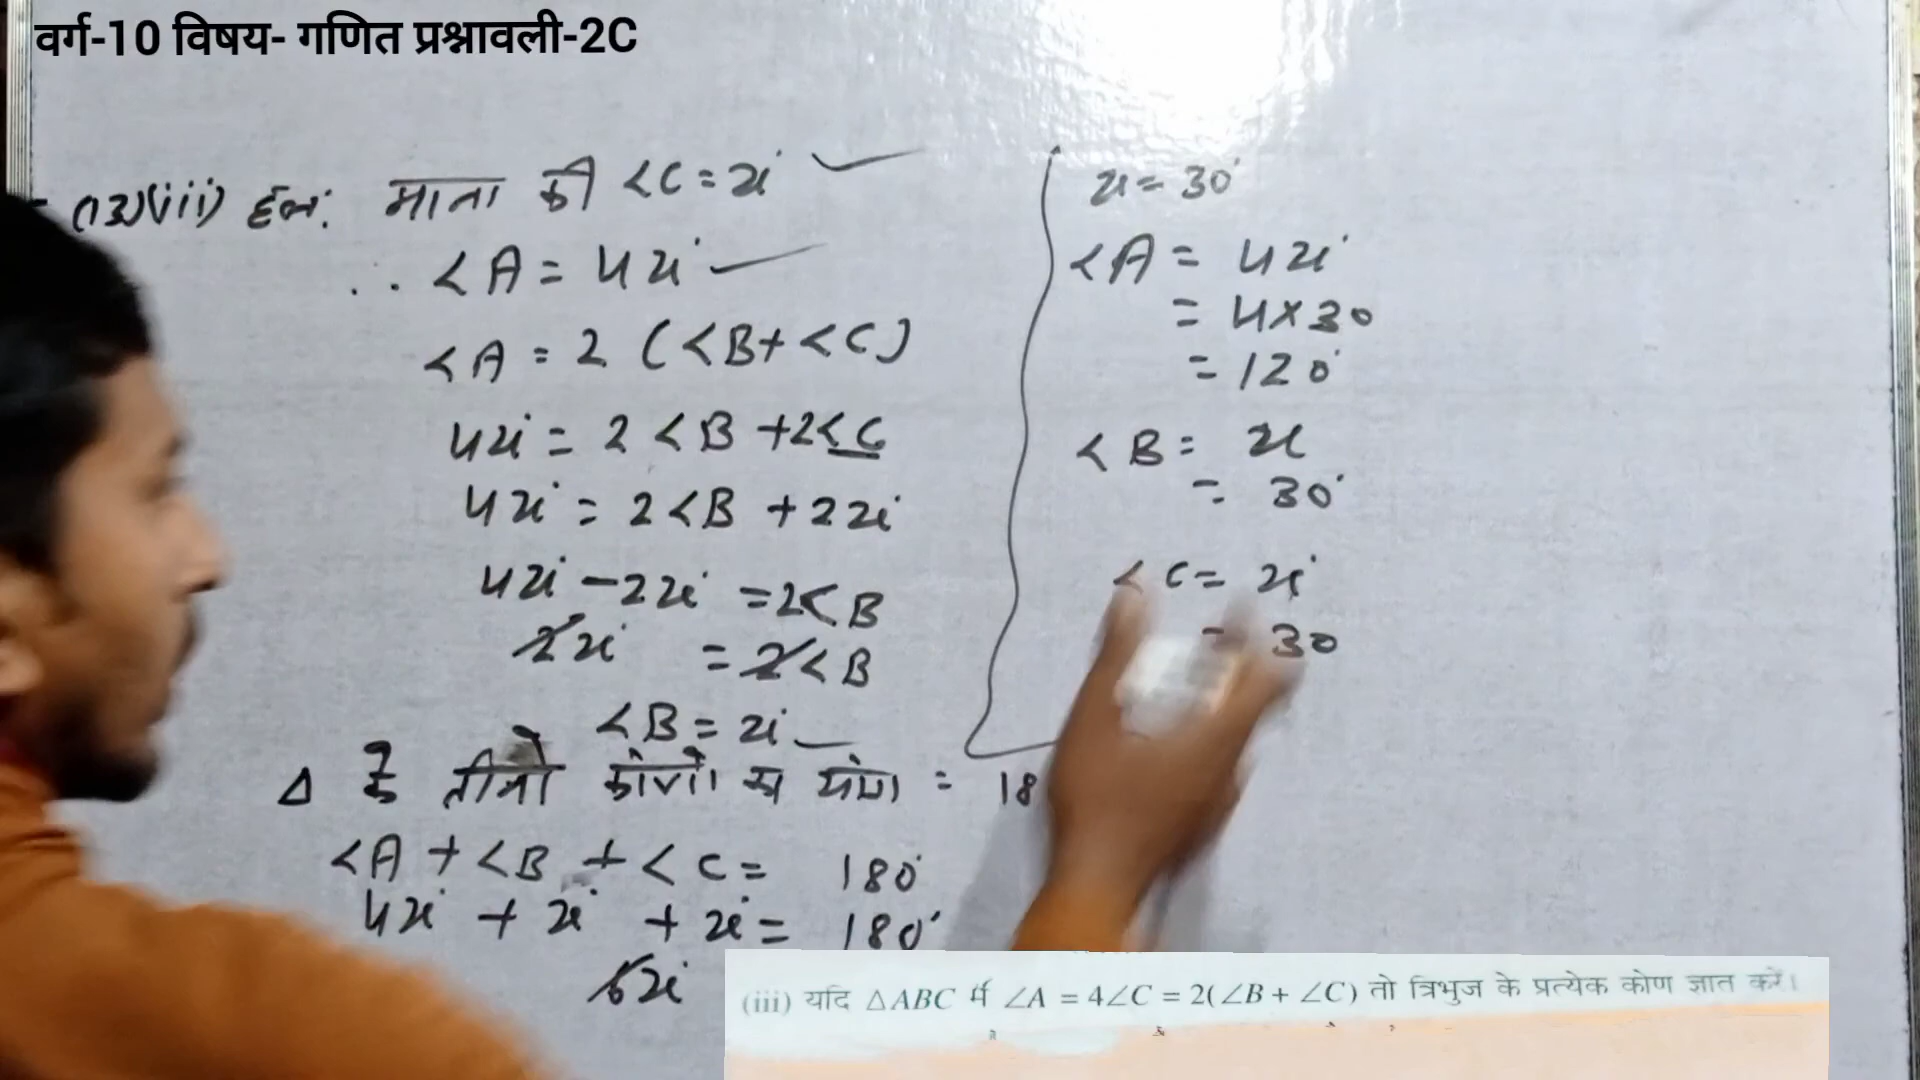 वर्ग-10 विषय- गणित प्रश्नावली-2C
(13)(iii) हल: माना की <C = x°
∴ <A = 4x°
<A = 2 (<B + <C)
4x° = 2 <B + 2<C
4x° = 2<B + 2x°
4x° - 2x° = 2<B
2x° = 2<B
<B = x°
Δ के तीनो कोणों का योग = 18
<A + <B + <C = 180°
4x° + x° + x° = 180°
6x°
x = 30°
<A = 4x°
= 4×30
= 120°
<B = x
= 30°
<C = x°
= 30
(iii) यदि △ABC में ∠A = 4∠C = 2(∠B + ∠C) तो त्रिभुज के प्रत्येक कोण ज्ञात करें।